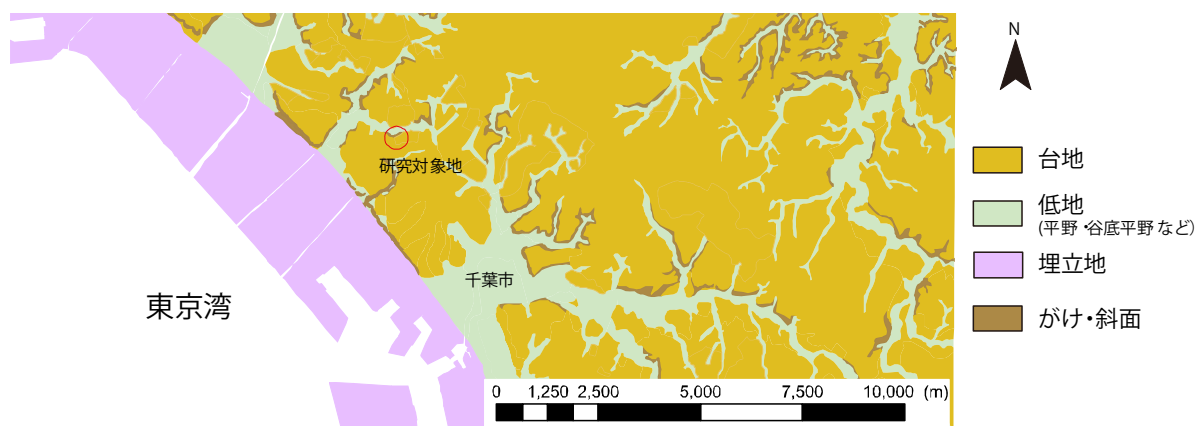 N
研究対象地
千葉市
東京湾
台地
低地
(平野・谷底平野など)
埋立地
がけ・斜面
0 1,250 2,500 5,000 7,500 10,000 (m)